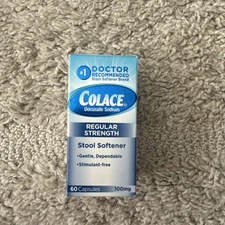 #1 DOCTOR
RECOMMENDED
Stool Softener Brand
COLACE
Docusate Sodium
REGULAR
STRENGTH
Stool Softener
•Gentle, Dependable
•Stimulant-free
60 Capsules 100mg